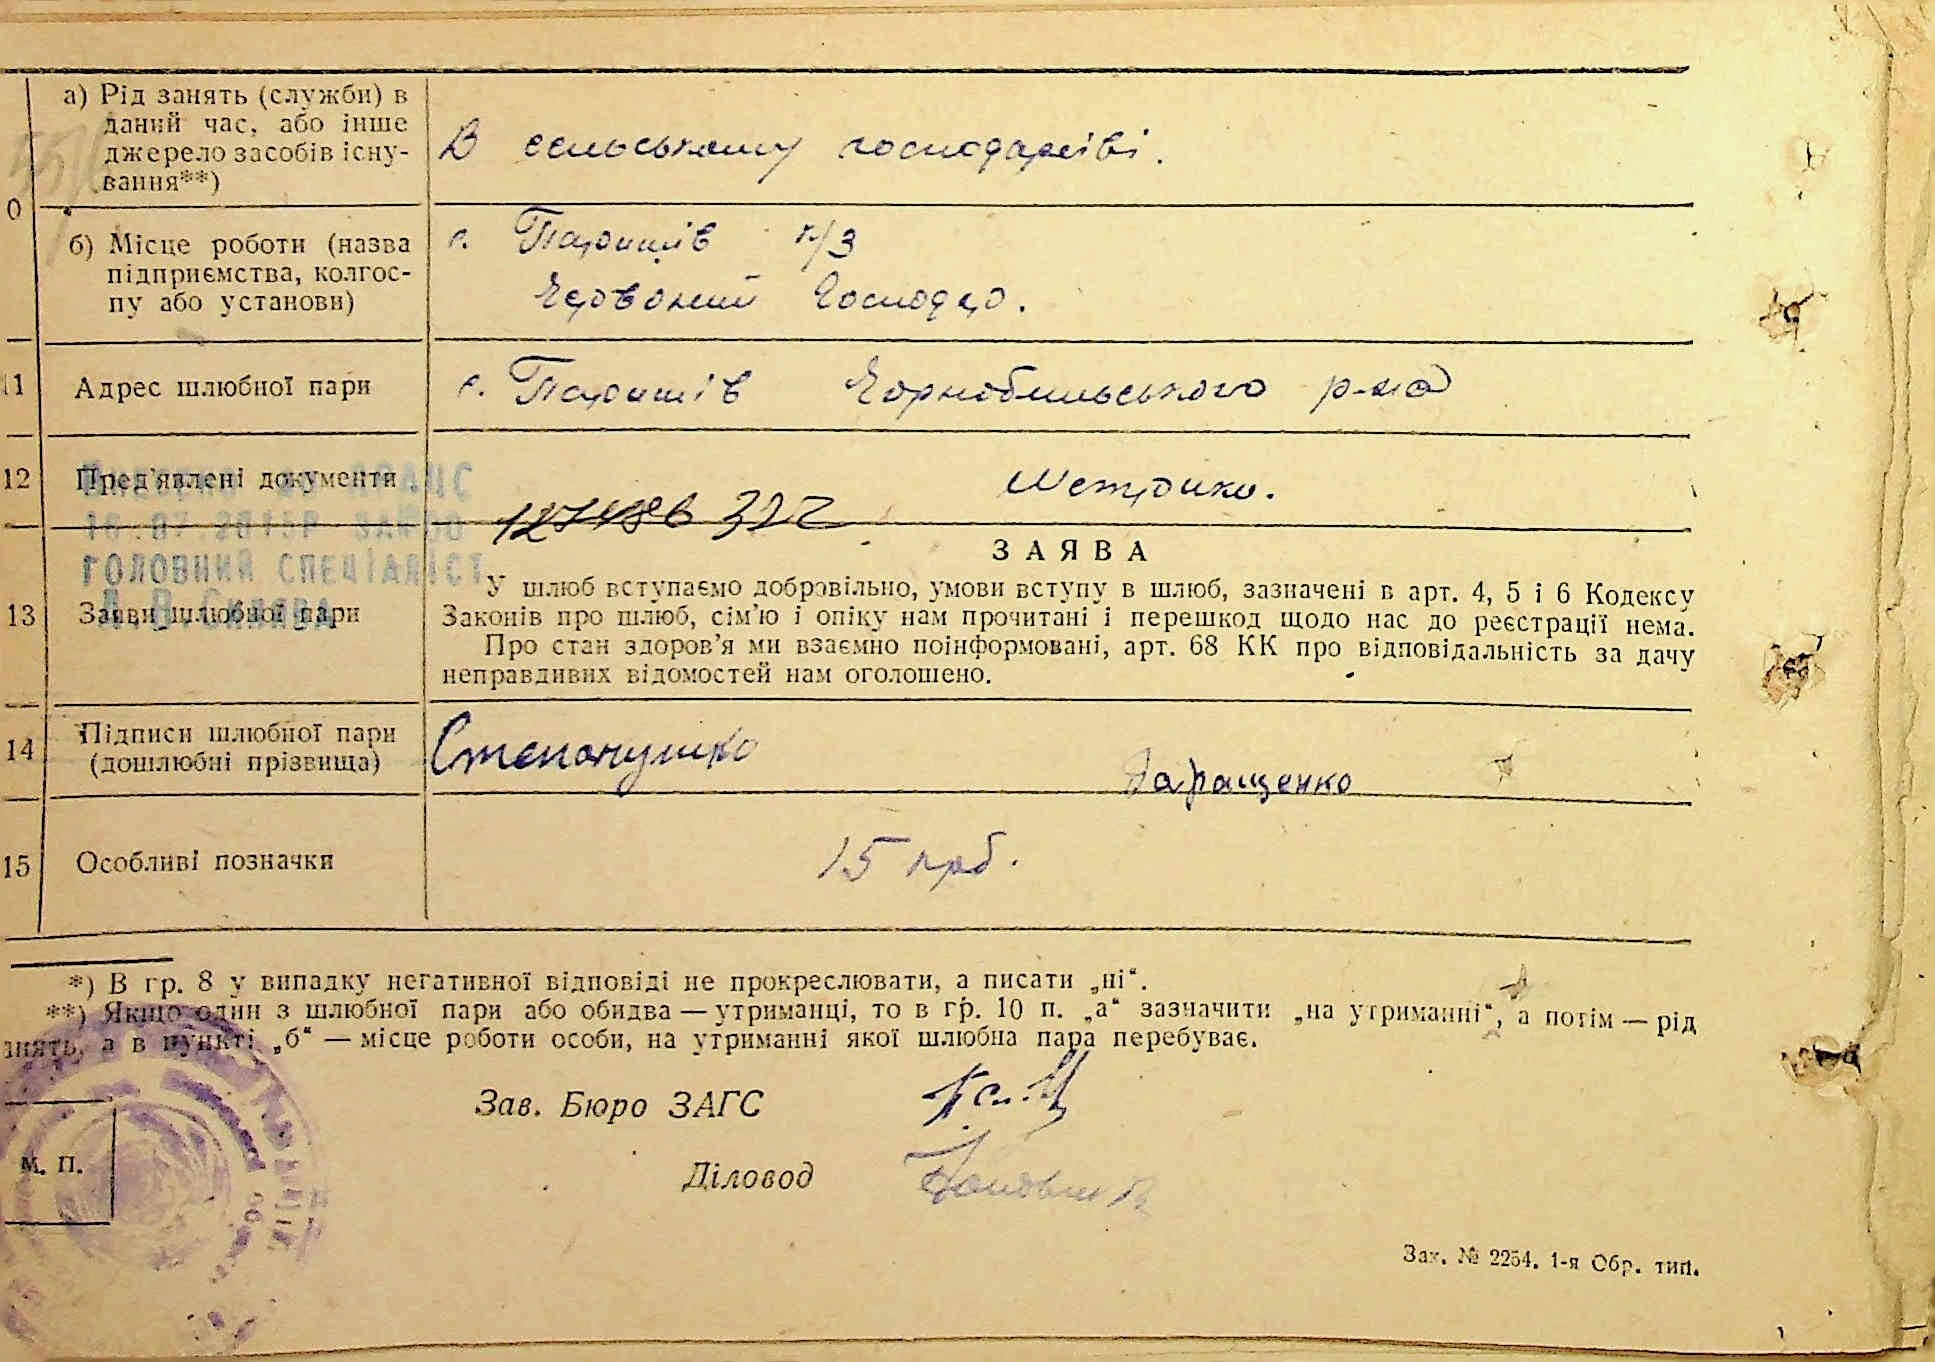 а) Рід занять (служби) в
даний час, або інше
джерело засобів існу-
вання**)
В сельському господарстві.
0
б) Місце роботи (назва
підприємства, колгос-
пу або установи)
с. Паришів к/з
Червоний Господар.
11
Адрес шлюбної пари
с. Паришів Чорнобильського р-на
12
Пред'явлені документи
Метрики.
ГОЛОВНИЙ СПЕЦІАЛІСТ
13
Заяви шлюбної пари
ЗАЯВА
У шлюб вступаємо добровільно, умови вступу в шлюб, зазначені в арт. 4, 5 і 6 Кодексу
Законів про шлюб, сім'ю і опіку нам прочитані і перешкод щодо нас до реєстрації нема.
Про стан здоров'я ми взаємно поінформовані, арт. 68 КК про відповідальність за дачу
неправдивих відомостей нам оголошено.
14
Підписи шлюбної пари
(дошлюбні прізвища)
Степанушко
Таращенко
15
Особливі позначки
15 крб.
*) В гр. 8 у випадку негативної відповіді не прокреслювати, а писати „ні“.
**) Якщо один з шлюбної пари або обидва — утриманці, то в гр. 10 п. „а“ зазначити „на утриманні“, а потім — рід
занять, а в пункті „б“ — місце роботи особи, на утриманні якої шлюбна пара перебуває.
Зав. Бюро ЗАГС
М. П.
Діловод
Зак. № 2254. 1-я Обр. тип.